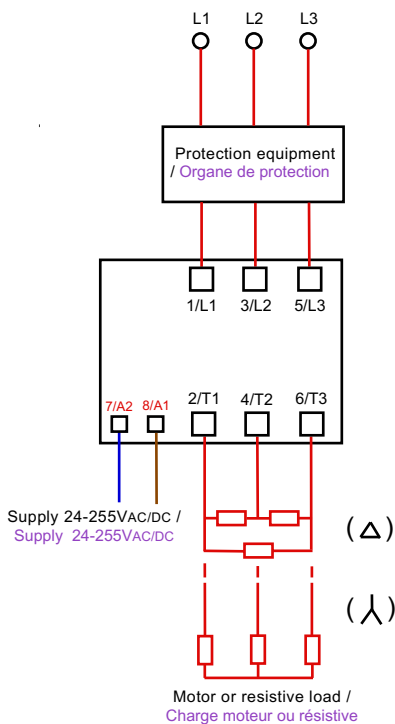 L1 L2 L3
Protection equipment
/ Organe de protection
1/L1 3/L2 5/L3
2/T1 4/T2 6/T3
7/A2 8/A1
Supply 24-255VAC/DC /
Supply 24-255VAC/DC
(Δ)
(⅄)
Motor or resistive load /
Charge moteur ou résistive